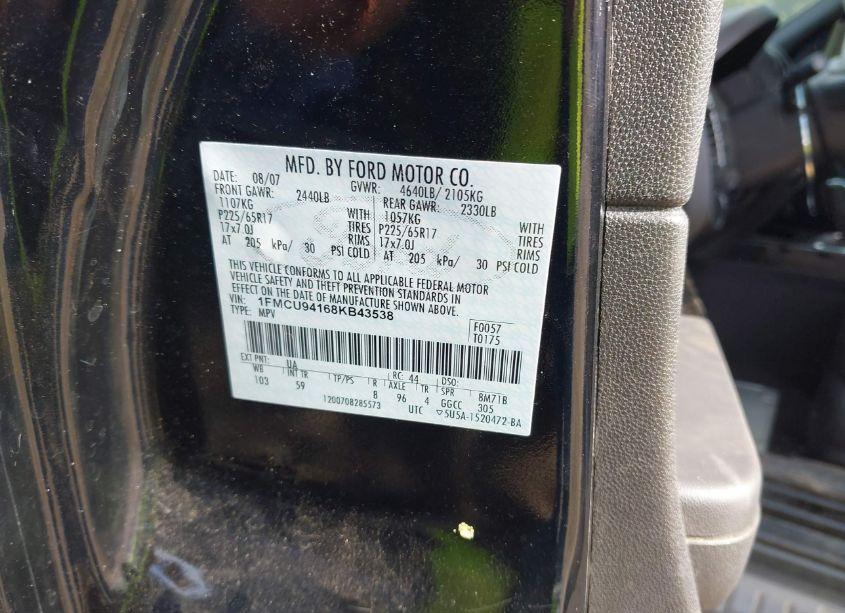 MFD. BY FORD MOTOR CO.
DATE: 08/07 GVWR: 4640LB/ 2105KG
FRONT GAWR: 2440LB REAR GAWR: 2330LB
1107KG WITH 1057KG WITH
P225/65R17 TIRES P225/65R17 TIRES
17x7.0J RIMS 17x7.0J RIMS
AT 205 kPa/ 30 PSI COLD AT 205 kPa/ 30 PSI COLD
THIS VEHICLE CONFORMS TO ALL APPLICABLE FEDERAL MOTOR
VEHICLE SAFETY AND THEFT PREVENTION STANDARDS IN
EFFECT ON THE DATE OF MANUFACTURE SHOWN ABOVE.
VIN: 1FMCU94168KB43538 F0057
TYPE: MPV T0175
EXT PNT: UA RC: 44 DSO:
WB INT TR TP/PS R AXLE TR SPR BM71B
103 59 8 96 4 GGCC 305
1200708285573 UTC ▽5U5A-1520472-BA